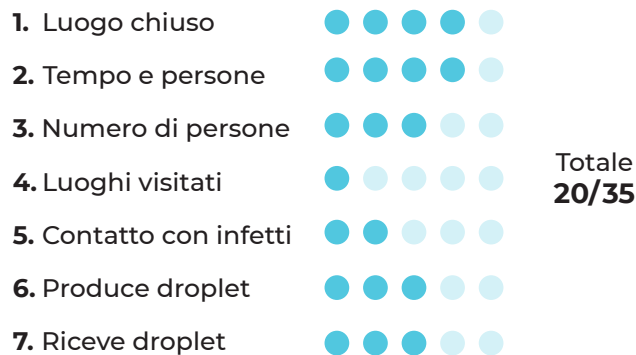 1. Luogo chiuso
2. Tempo e persone
3. Numero di persone
4. Luoghi visitati
5. Contatto con infetti
6. Produce droplet
7. Riceve droplet
Totale
20/35